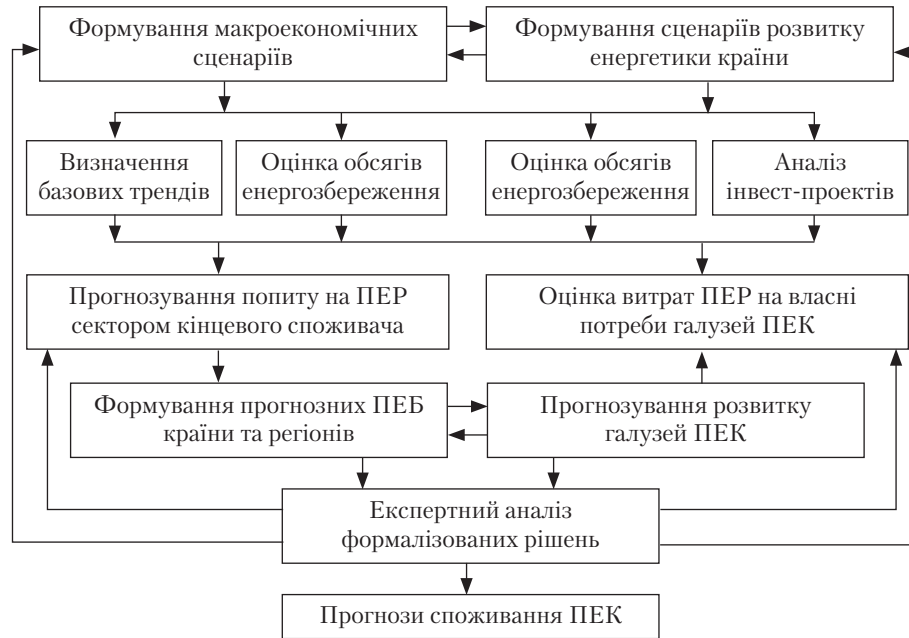 Формування макроекономічних
сценаріїв
Формування сценаріїв розвитку
енергетики країни
Визначення
базових трендів
Оцінка обсягів
енергозбереження
Оцінка обсягів
енергозбереження
Аналіз
інвест-проектів
Прогнозування попиту на ПЕР
сектором кінцевого споживача
Оцінка витрат ПЕР на власні
потреби галузей ПЕК
Формування прогнозних ПЕБ
країни та регіонів
Прогнозування розвитку
галузей ПЕК
Експертний аналіз
формалізованих рішень
Прогнози споживання ПЕК